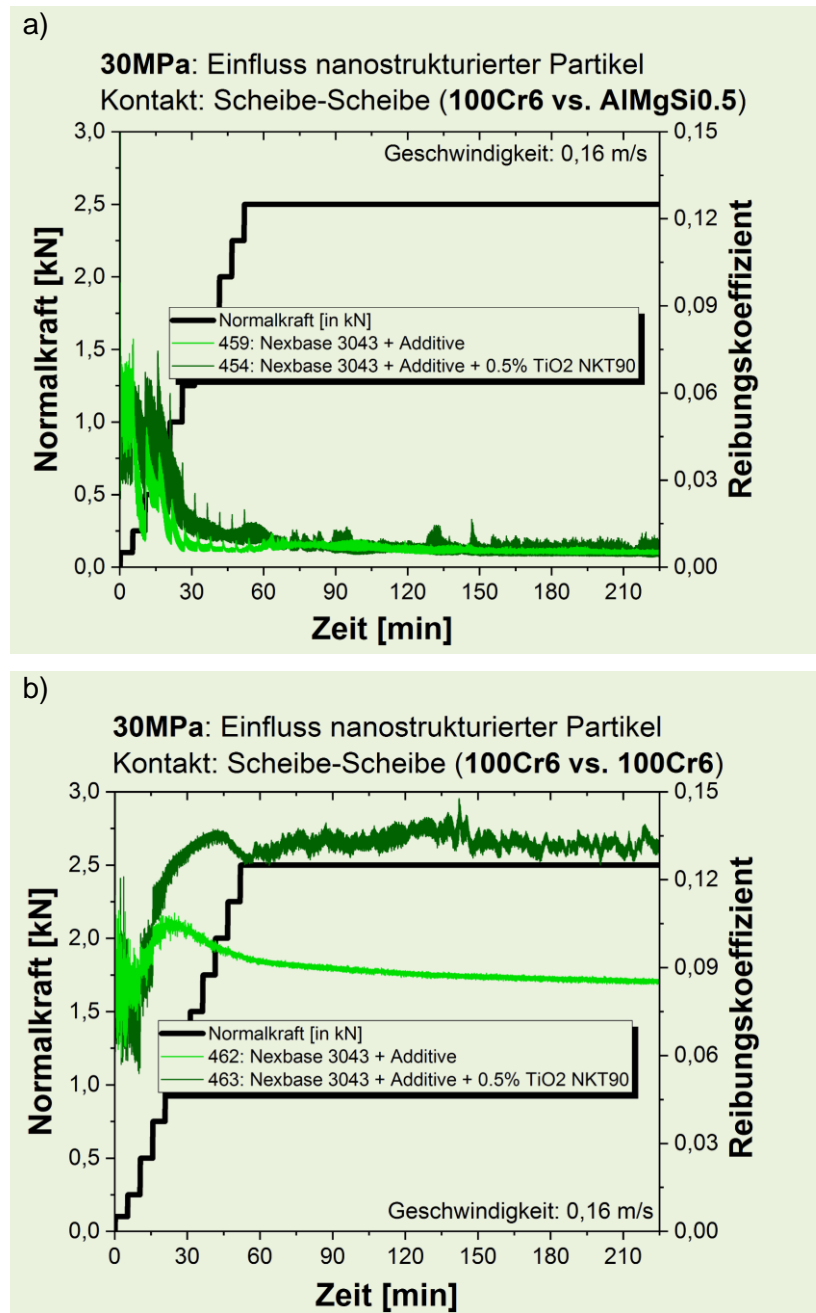 a)
30MPa: Einfluss nanostrukturierter Partikel
Kontakt: Scheibe-Scheibe (100Cr6 vs. AlMgSi0.5)
3,0
2,5
2,0
1,5
1,0
0,5
0,0
Normalkraft [kN]
Geschwindigkeit: 0,16 m/s
Normalkraft [in kN]
459: Nexbase 3043 + Additive
454: Nexbase 3043 + Additive + 0.5% TiO2 NKT90
0,15
0,12
0,09
0,06
0,03
0,00
Reibungskoeffizient
0 30 60 90 120 150 180 210
Zeit [min]
b)
30MPa: Einfluss nanostrukturierter Partikel
Kontakt: Scheibe-Scheibe (100Cr6 vs. 100Cr6)
3,0
2,5
2,0
1,5
1,0
0,5
0,0
Normalkraft [kN]
Normalkraft [in kN]
462: Nexbase 3043 + Additive
463: Nexbase 3043 + Additive + 0.5% TiO2 NKT90
Geschwindigkeit: 0,16 m/s
0,15
0,12
0,09
0,06
0,03
0,00
Reibungskoeffizient
0 30 60 90 120 150 180 210
Zeit [min]